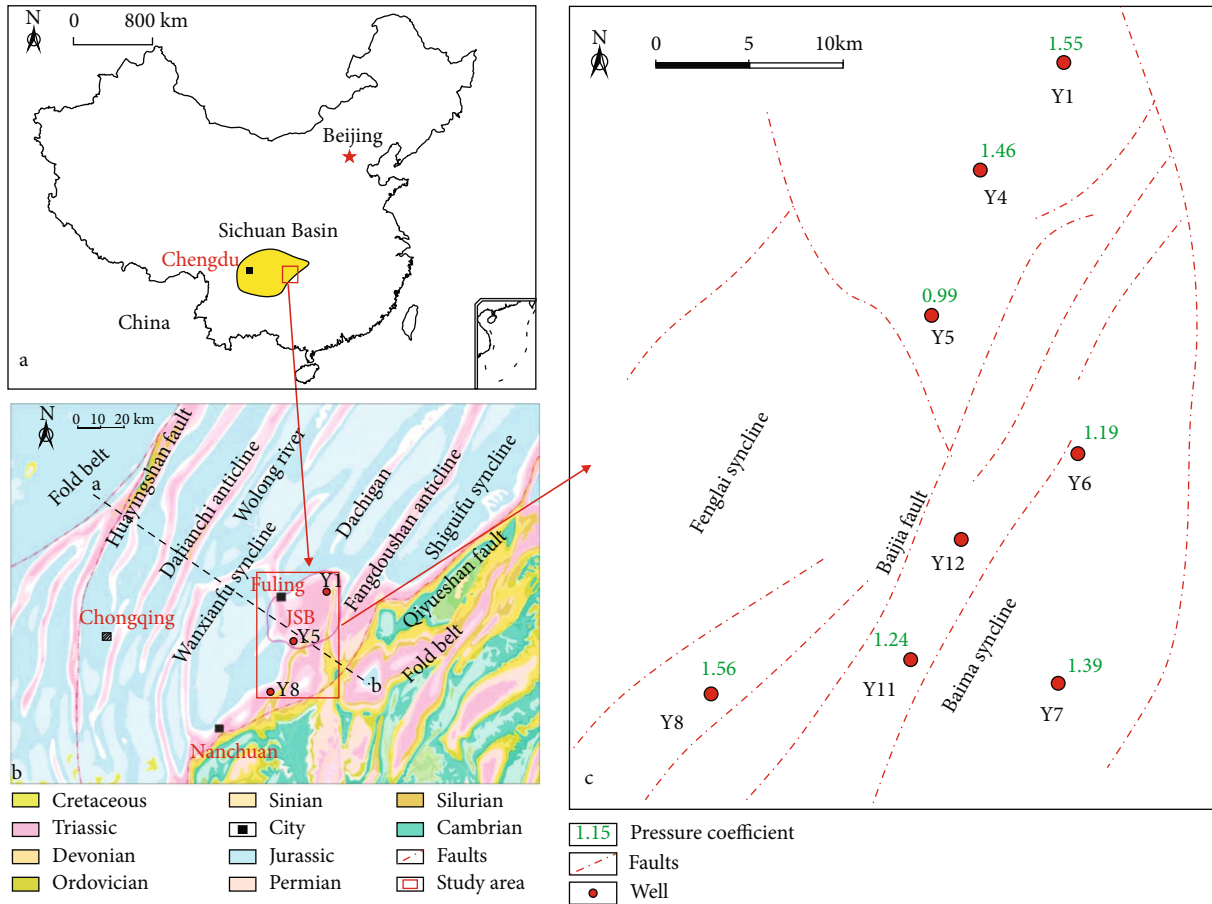 0 800 km
N
Beijing
Sichuan Basin
Chengdu
China
a
N
0 10 20 km
Fold belt
a
Huayingshan fault
Datianchi anticline
Wolong river
Wanxianfu syncline
Dachigan
Fangdoushan anticline
Shiguifu syncline
Qiyueshan fault
Fold belt
Fuling
Y1
JSB
Y5
Chongqing
Y8
b
Nanchuan
b
Cretaceous
Triassic
Devonian
Ordovician
Sinian
City
Jurassic
Permian
Silurian
Cambrian
Faults
Study area
N
0 5 10km
1.55
Y1
1.46
Y4
0.99
Y5
1.19
Y6
Fenglai syncline
Baijia fault
Y12
Baima syncline
1.24
Y11
1.56
Y8
1.39
Y7
c
1.15 Pressure coefficient
Faults
Well